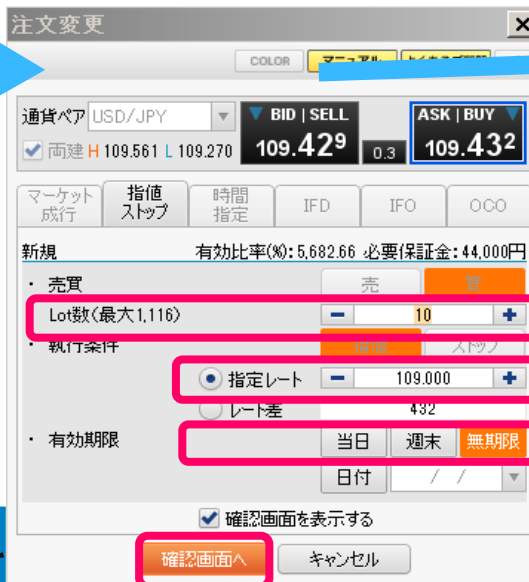 注文変更
COLOR マニュアル
通貨ペア USD/JPY BID | SELL ASK | BUY
両建 H 109.561 L 109.270 109.429 0.3 109.432
マーケット 指値 時間 IFD IFO OCO
成行 ストップ 指定
新規 有効比率(%): 5,682.66 必要保証金: 44,000円
・ 売買 売 買
Lot数(最大1,116) − 10 +
・ 執行条件 指値 ストップ
指定レート − 109.000 +
レート差 432
・ 有効期限 当日 週末 無期限
日付 / /
確認画面を表示する
確認画面へ キャンセル